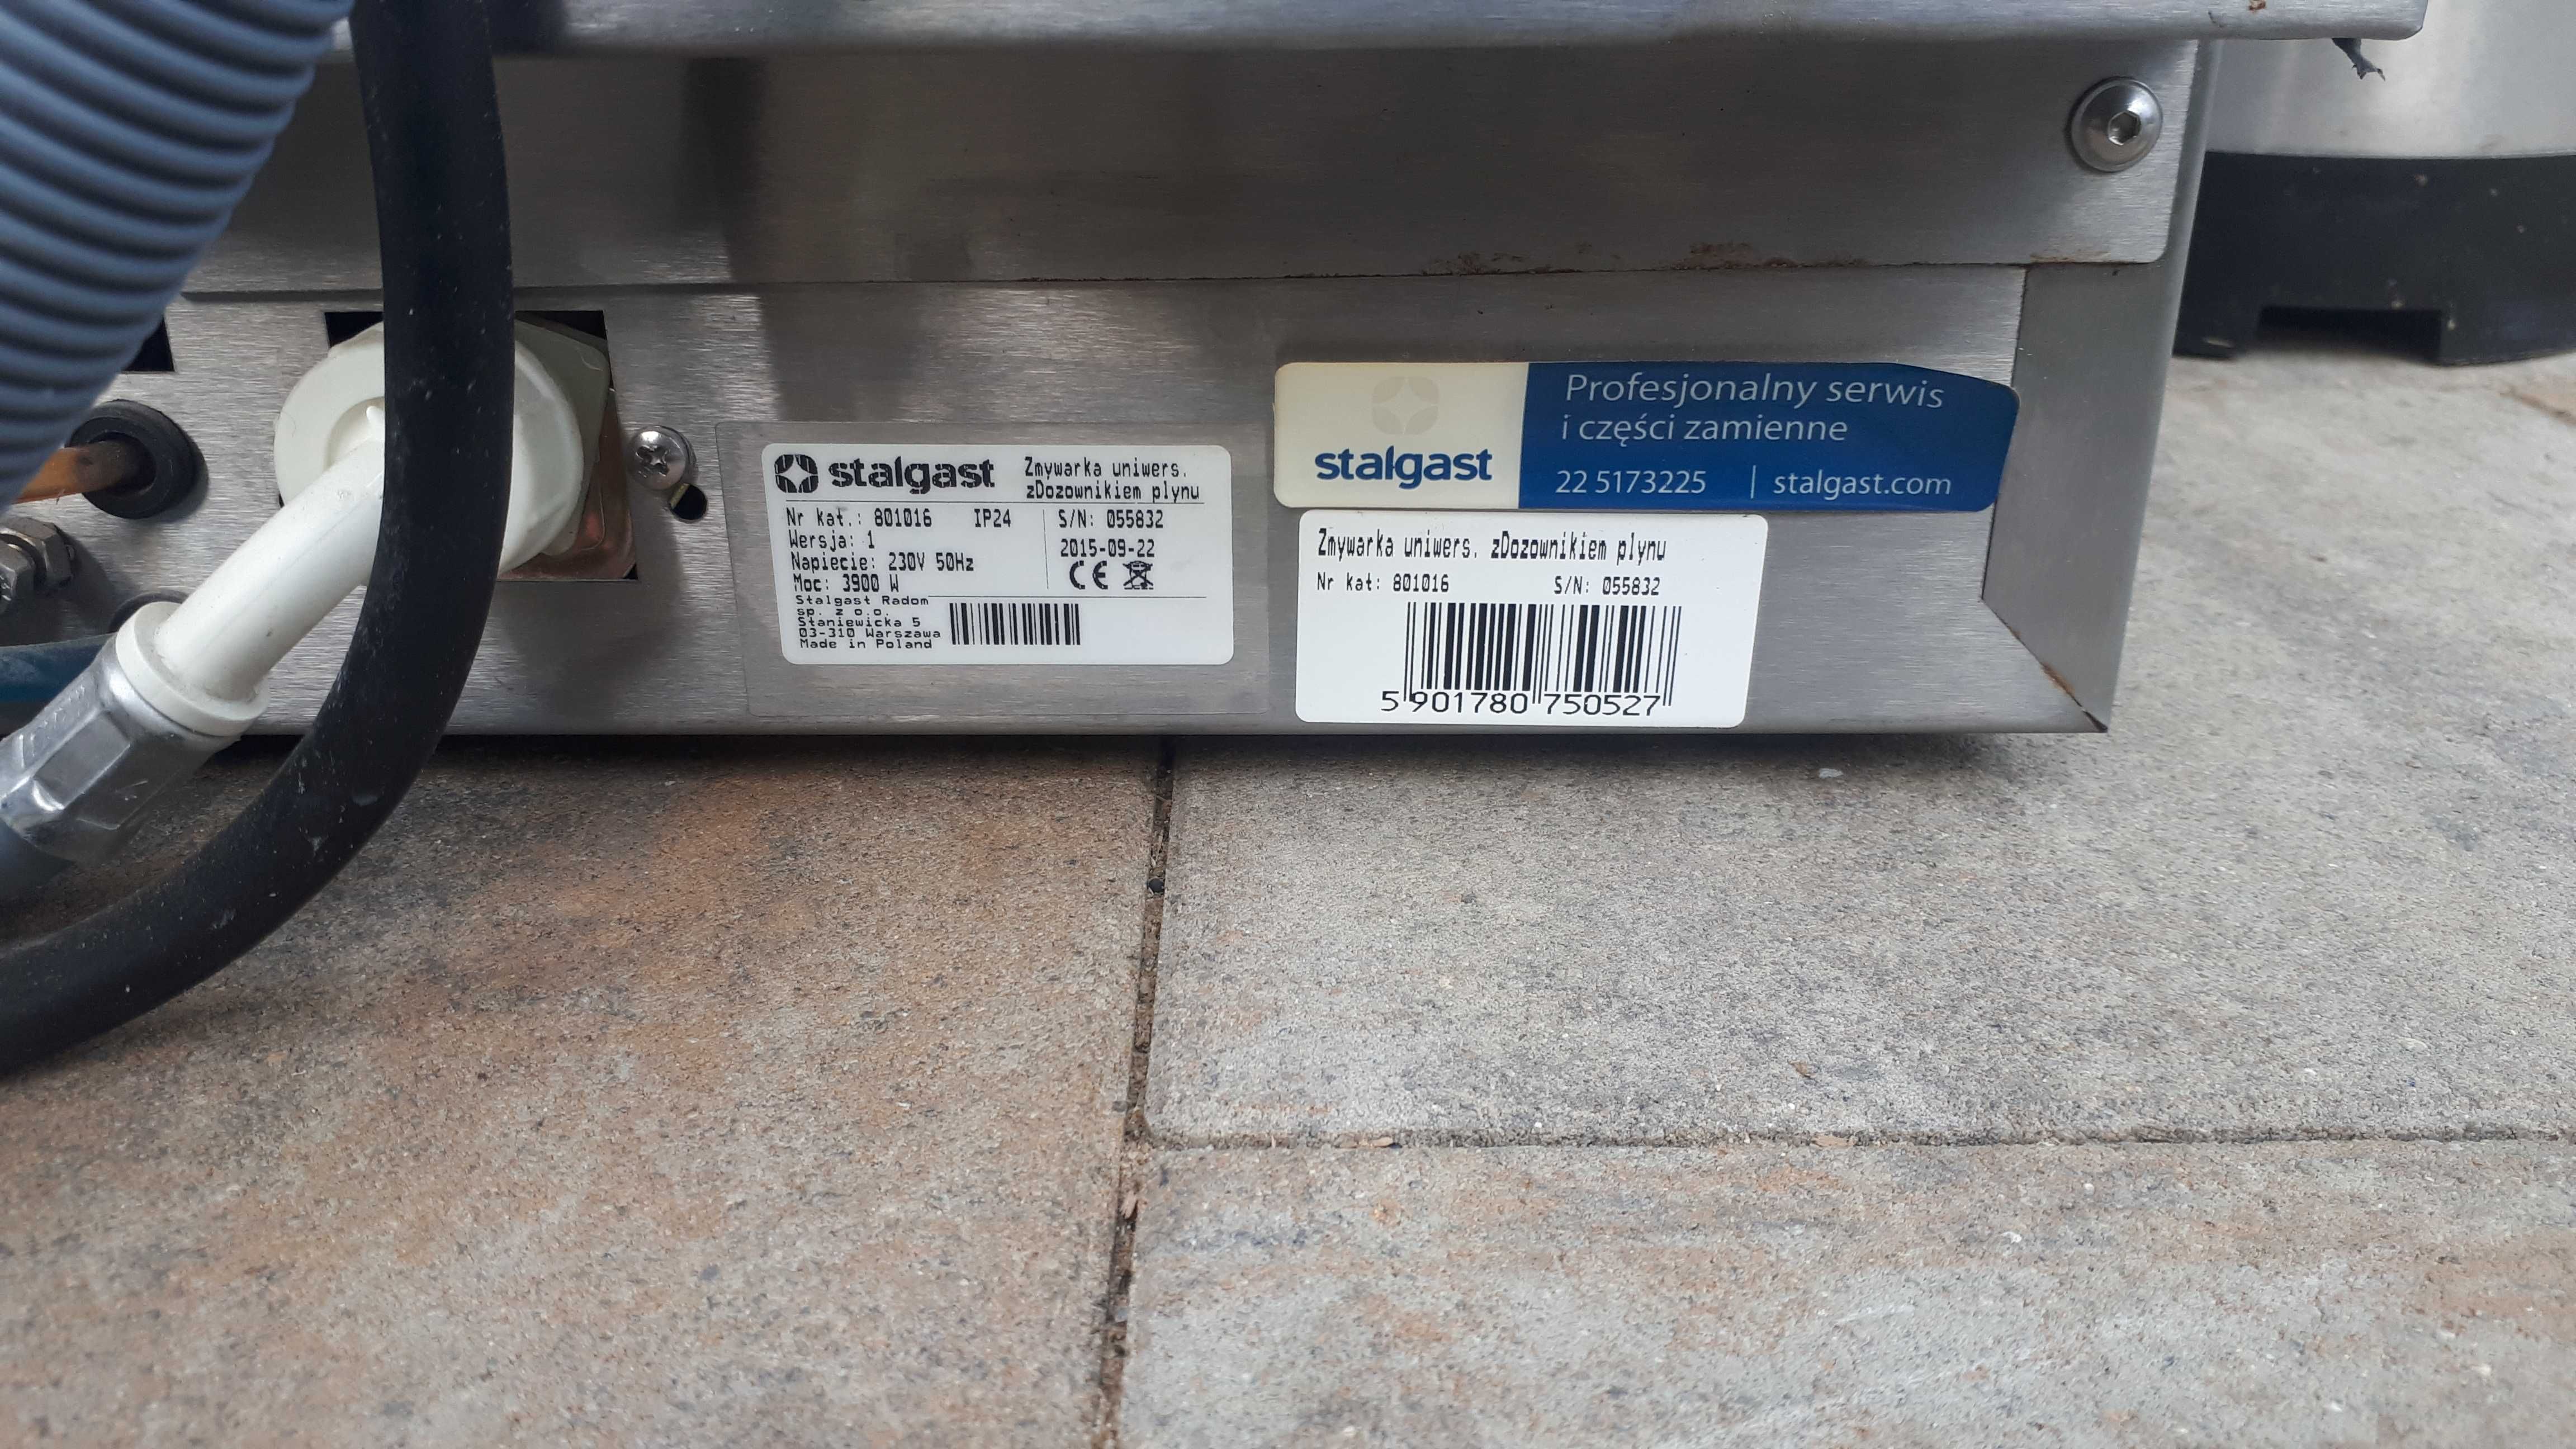 stalgast
Zmywarka uniwers.
zDozownikiem plynu
Nr kat.: 801016 IP24
Wersja: 1
Napiecie: 230V 50Hz
Moc: 3900 W
S/N: 055832
2015-09-22
CE
Stalgast Radom
sp. z o.o.
Staniewicka 5
03-310 Warszawa
Made in Poland
stalgast
Profesjonalny serwis
i części zamienne
22 5173225 | stalgast.com
Zmywarka uniwers. zDozownikiem plynu
Nr kat: 801016 S/N: 055832
5 901780 750527